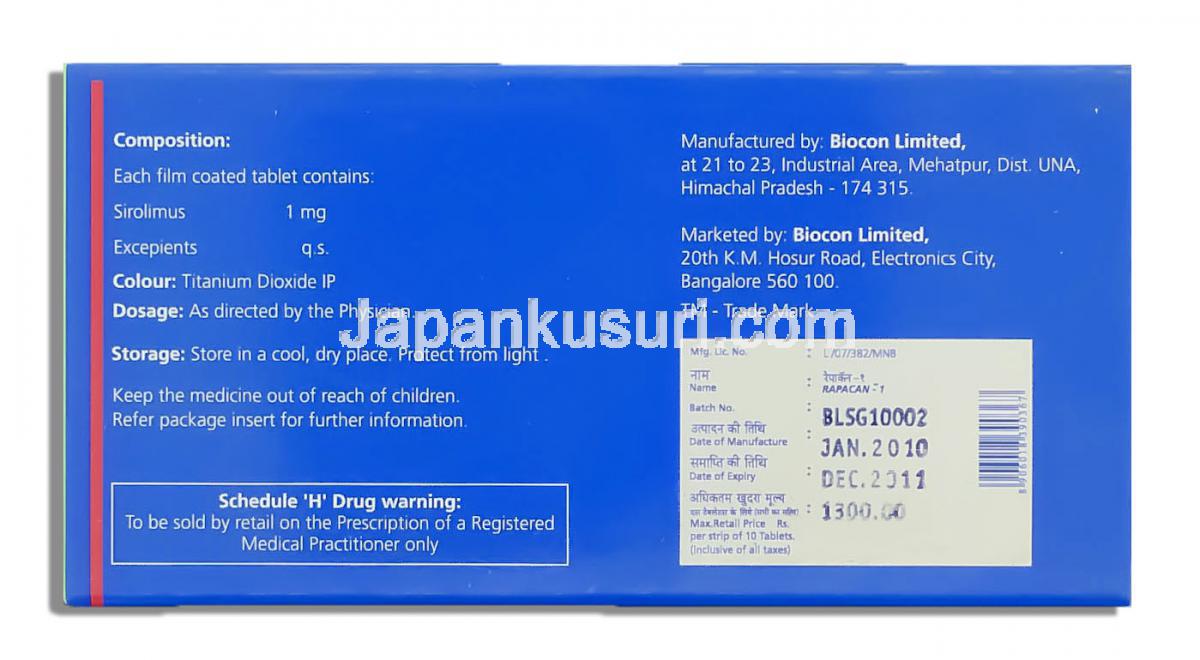 Composition:
Each film coated tablet contains:
Sirolimus 1 mg
Excepients q.s.
Colour: Titanium Dioxide IP
Dosage: As directed by the Physician.
Storage: Store in a cool, dry place. Protect from light .
Keep the medicine out of reach of children.
Refer package insert for further information.
Schedule 'H' Drug warning:
To be sold by retail on the Prescription of a Registered
Medical Practitioner only
Manufactured by: Biocon Limited,
at 21 to 23, Industrial Area, Mehatpur, Dist. UNA,
Himachal Pradesh - 174 315.
Marketed by: Biocon Limited,
20th K.M. Hosur Road, Electronics City,
Bangalore 560 100.
TM - Trade Mark
Japankusuri.com
Mfg. Lic. No. : L/07/382/MNB
नाम : रेपाकॅन -१
Name RAPACAN - 1
Batch No. : BLSG10002
उत्पादन की तिथि
Date of Manufacture : JAN.2010
समाप्ति की तिथि
Date of Expiry : DEC.2011
अधिकतम खुदरा मूल्य
: 1300.00
Max.Retail Price Rs.
per strip of 10 Tablets.
(Inclusive of all taxes)